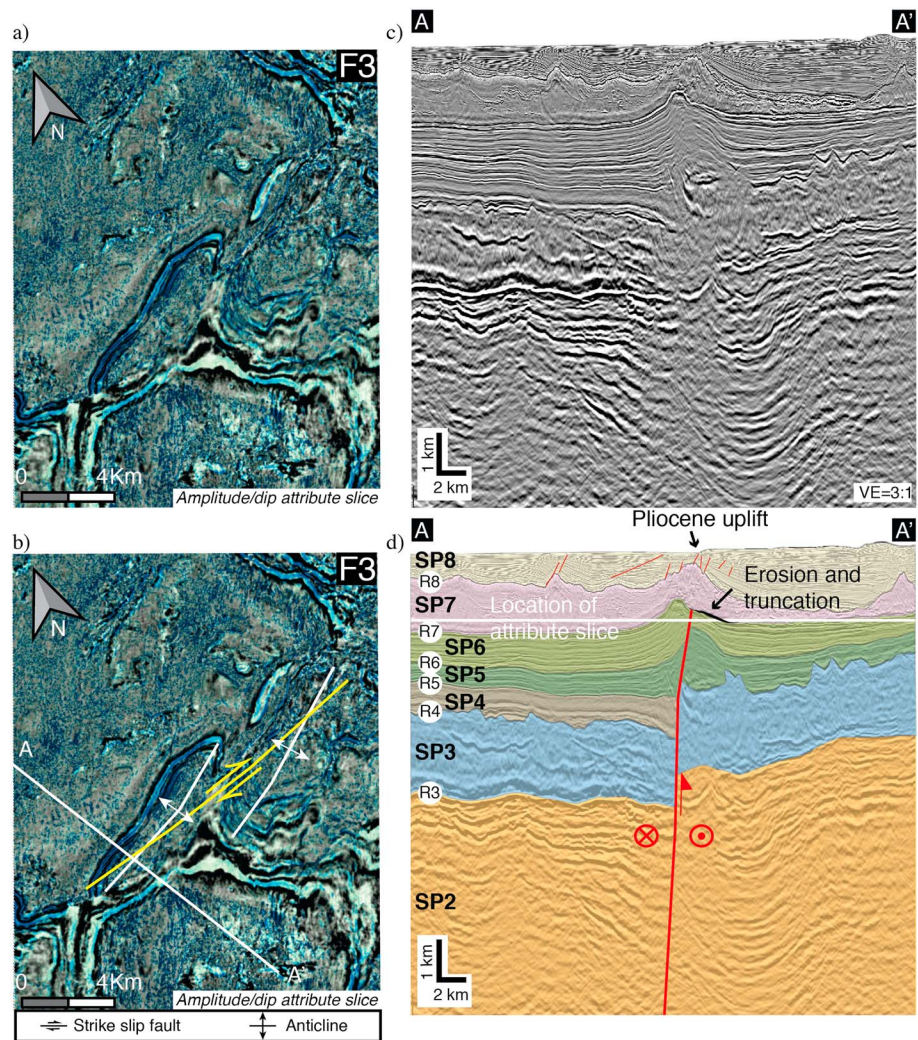 a)
F3
N
0 4Km
Amplitude/dip attribute slice
c)
A A'
1 km
2 km
VE=3:1
b)
F3
N
A
A'
0 4Km
Amplitude/dip attribute slice
Strike slip fault Anticline
d)
A A'
Pliocene uplift
SP8
R8
Erosion and
truncation
SP7
Location of
attribute slice
R7
SP6
R6
SP5
R5
SP4
R4
SP3
R3
SP2
1 km
2 km